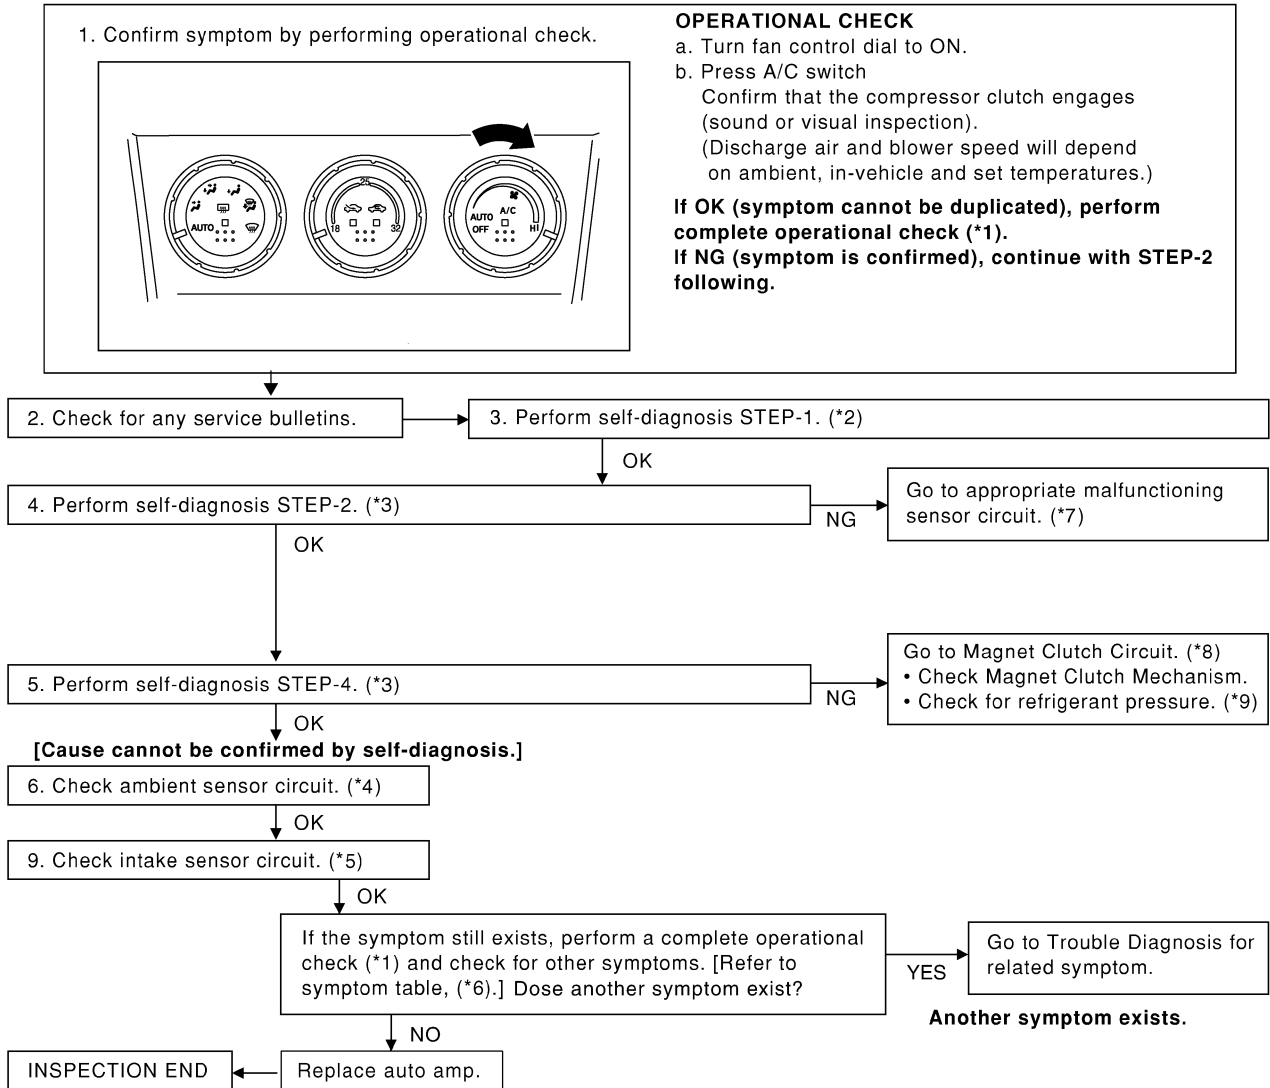 1. Confirm symptom by performing operational check.
25
AUTO
18
32
AUTO
OFF
A/C
HI
OPERATIONAL CHECK
a. Turn fan control dial to ON.
b. Press A/C switch
Confirm that the compressor clutch engages
(sound or visual inspection).
(Discharge air and blower speed will depend
on ambient, in-vehicle and set temperatures.)
If OK (symptom cannot be duplicated), perform
complete operational check (*1).
If NG (symptom is confirmed), continue with STEP-2
following.
2. Check for any service bulletins.
3. Perform self-diagnosis STEP-1. (*2)
OK
4. Perform self-diagnosis STEP-2. (*3)
NG
Go to appropriate malfunctioning
sensor circuit. (*7)
OK
5. Perform self-diagnosis STEP-4. (*3)
NG
Go to Magnet Clutch Circuit. (*8)
• Check Magnet Clutch Mechanism.
• Check for refrigerant pressure. (*9)
OK
[Cause cannot be confirmed by self-diagnosis.]
6. Check ambient sensor circuit. (*4)
OK
9. Check intake sensor circuit. (*5)
OK
If the symptom still exists, perform a complete operational
check (*1) and check for other symptoms. [Refer to
symptom table, (*6).] Dose another symptom exist?
YES
Go to Trouble Diagnosis for
related symptom.
Another symptom exists.
NO
Replace auto amp.
INSPECTION END